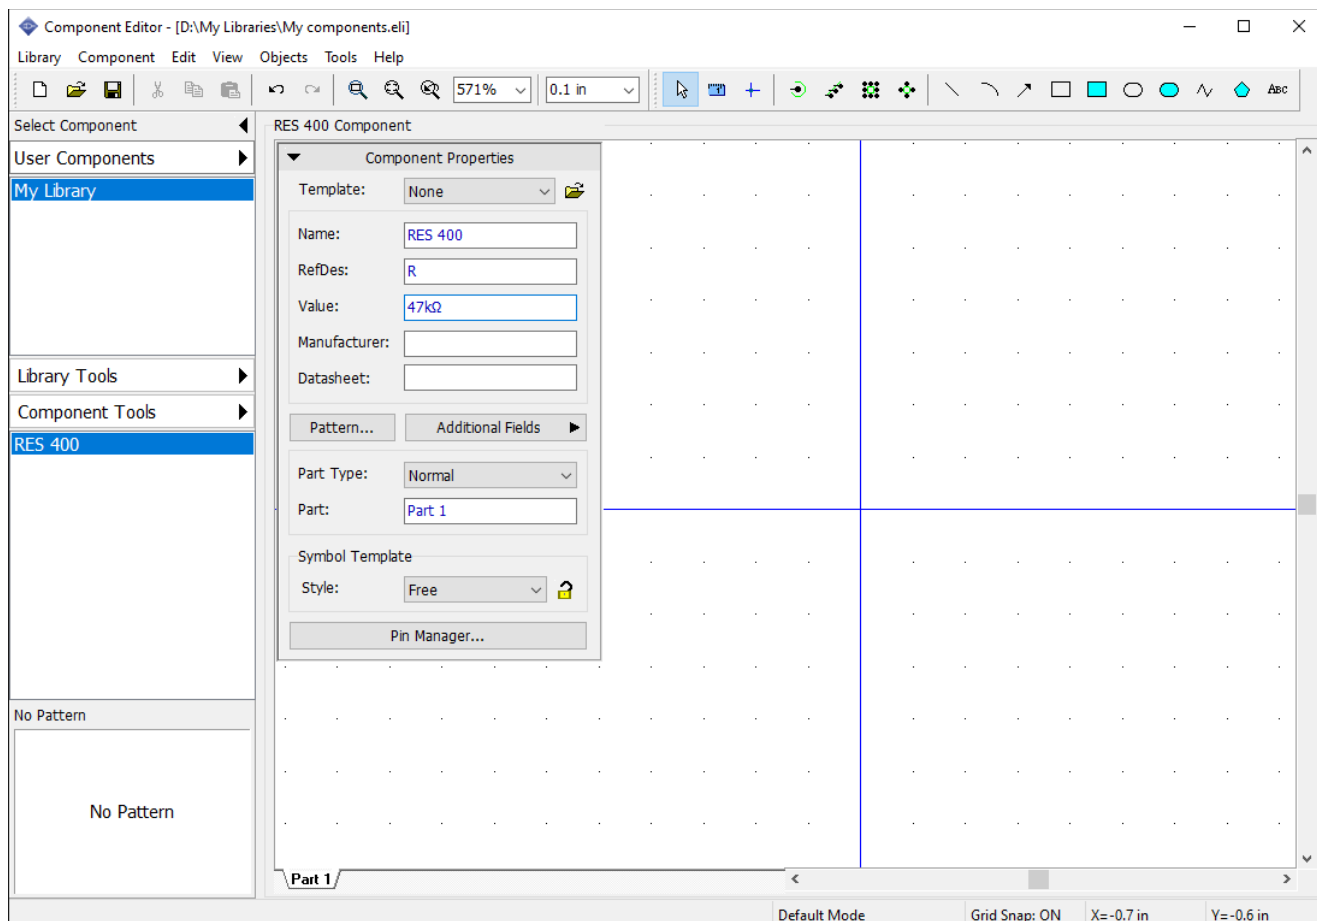 Component Editor - [D:\My Libraries\My components.eli]
Library Component Edit View Objects Tools Help
571% 0.1 in ABC
Select Component
RES 400 Component
User Components
My Library
Library Tools
Component Tools
RES 400
No Pattern
No Pattern
Component Properties
Template: None
Name: RES 400
RefDes: R
Value: 47kΩ
Manufacturer:
Datasheet:
Pattern... Additional Fields
Part Type: Normal
Part: Part 1
Symbol Template
Style: Free
Pin Manager...
Part 1
Default Mode Grid Snap: ON X=-0.7 in Y=-0.6 in